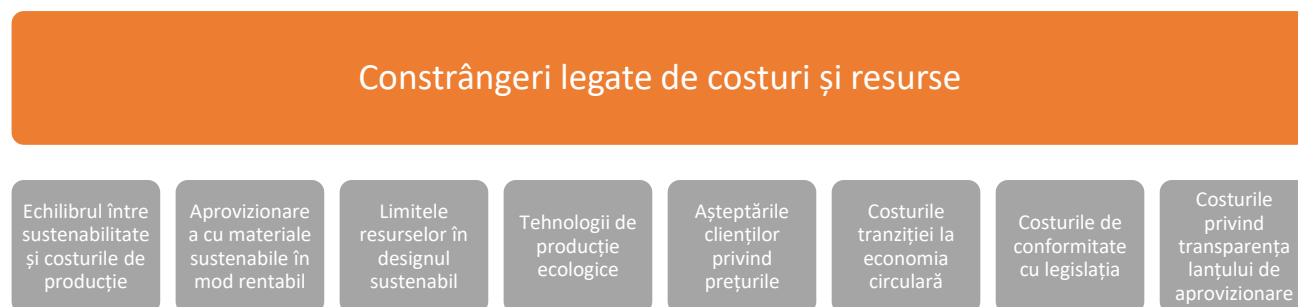 Constrângeri legate de costuri și resurse
Echilibrul între
sustenabilitate
și costurile de
producție
Aprovizionare
a cu materiale
sustenabile în
mod rentabil
Limitele
resurselor în
designul
sustenabil
Tehnologii de
producție
ecologice
Așteptările
clienților
privind
prețurile
Costurile
tranziției la
economia
circulară
Costurile de
conformitate
cu legislația
Costurile
privind
transparența
lanțului de
aprovizionare